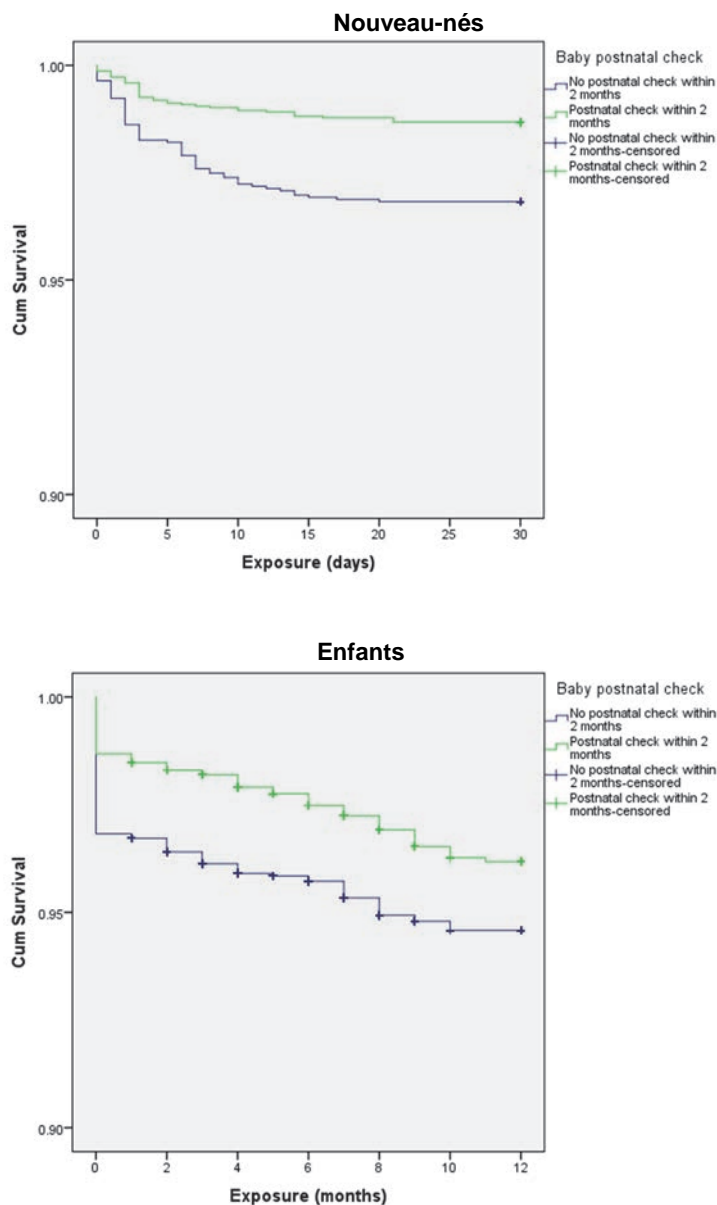 Nouveau-nés
Baby postnatal check
No postnatal check within
2 months
Postnatal check within 2
months
No postnatal check within
2 months-censored
Postnatal check within 2
months-censored
1.00
0.95
0.90
Cum Survival
0 5 10 15 20 25 30
Exposure (days)
Enfants
Baby postnatal check
No postnatal check within
2 months
Postnatal check within 2
months
No postnatal check within
2 months-censored
Postnatal check within 2
months-censored
1.00
0.95
0.90
Cum Survival
0 2 4 6 8 10 12
Exposure (months)